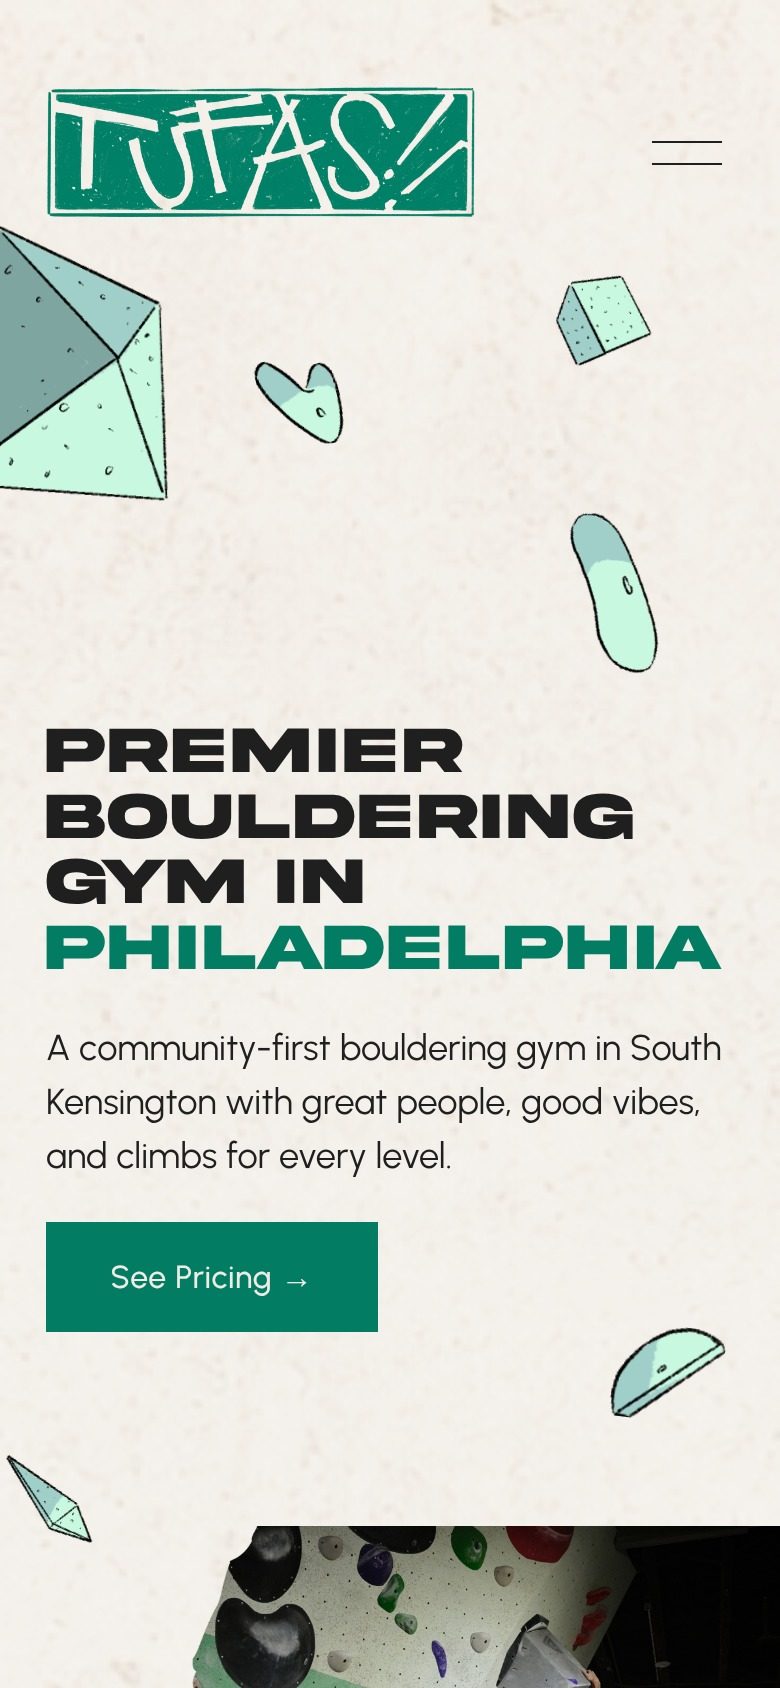 TUFAS!!
PREMIER
BOULDERING
GYM IN
PHILADELPHIA
A community-first bouldering gym in South
Kensington with great people, good vibes,
and climbs for every level.
See Pricing →